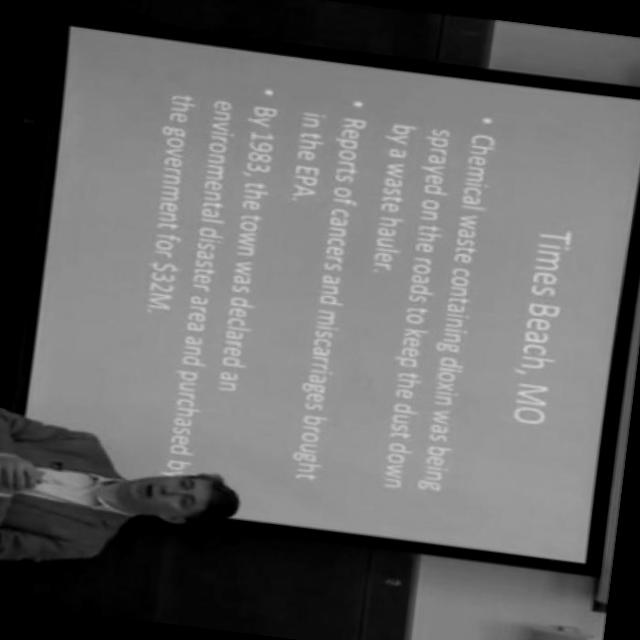 Times Beach, MO
Chemical waste containing dioxin was being
sprayed on the roads to keep the dust down
by a waste hauler.
Reports of cancers and miscarriages brought
in the EPA.
By 1983, the town was declared an
environmental disaster area and purchased by
the government for $32M.